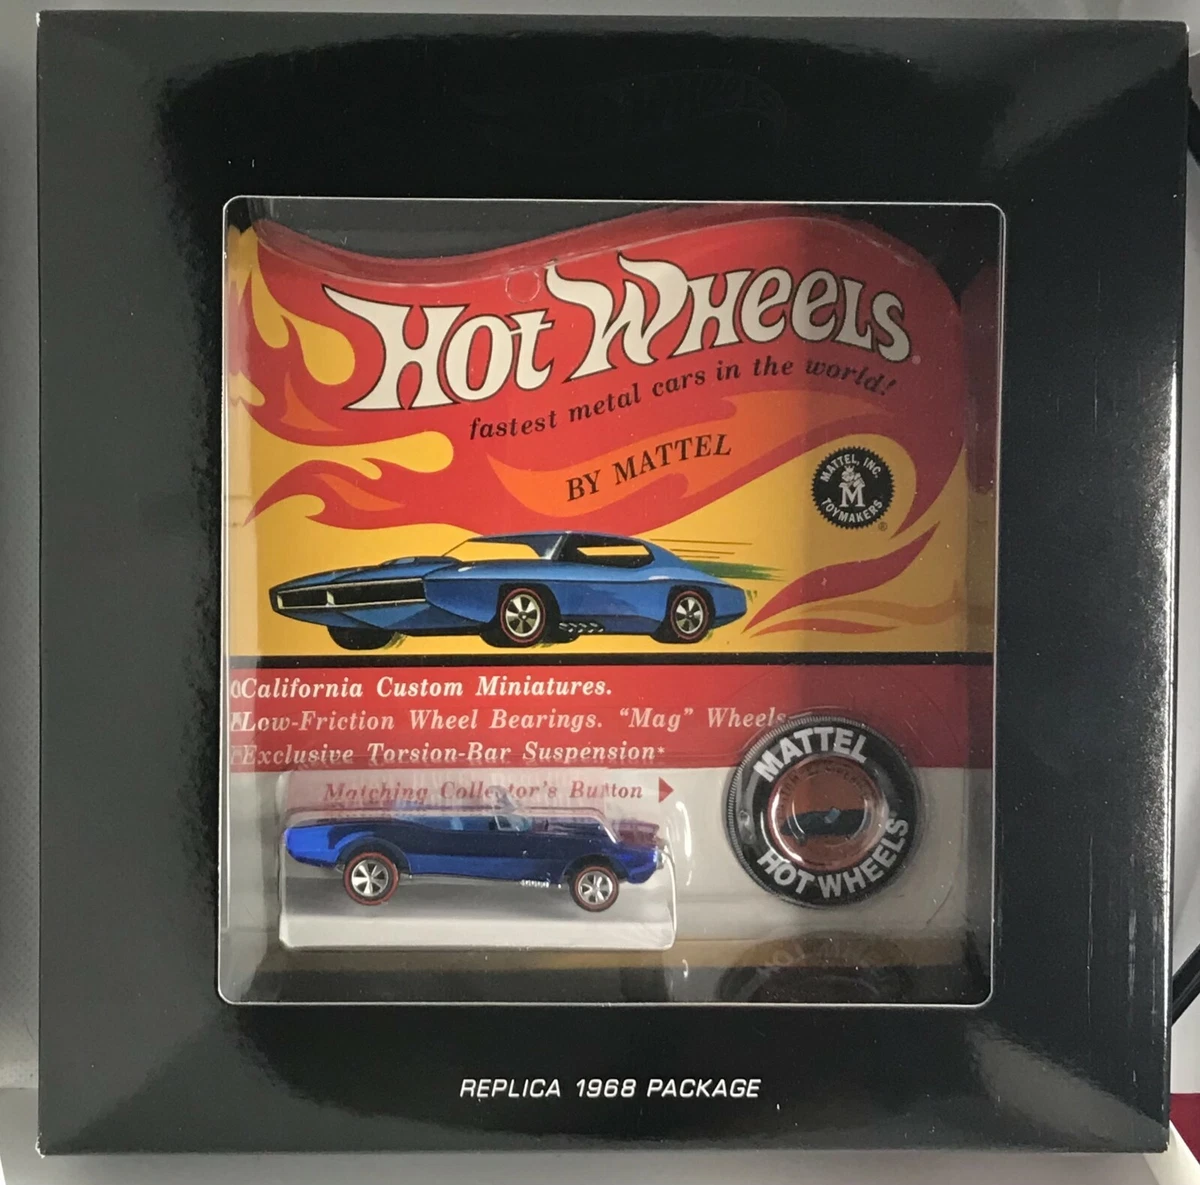 Hot Wheels
fastest metal cars in the world!
BY MATTEL
MATTEL, INC.
M
TOYMAKERS
®
California Custom Miniatures.
Low-Friction Wheel Bearings. “Mag” Wheels
Exclusive Torsion-Bar Suspension*
Matching Collector's Button
MATTEL
HOT WHEELS
REPLICA 1968 PACKAGE